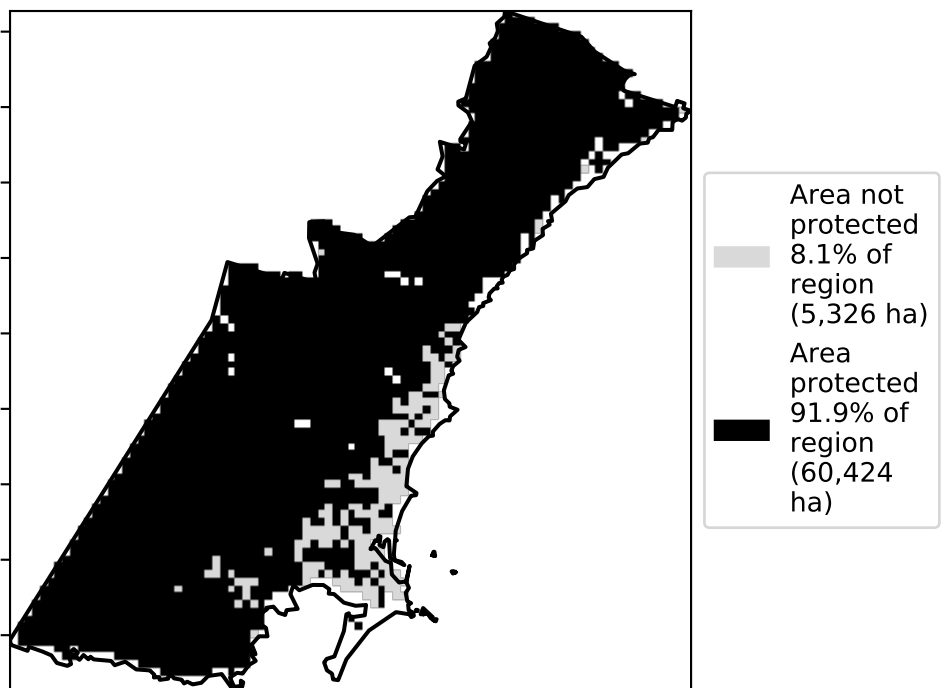 Area not
protected
8.1% of
region
(5,326 ha)
Area
protected
91.9% of
region
(60,424
ha)